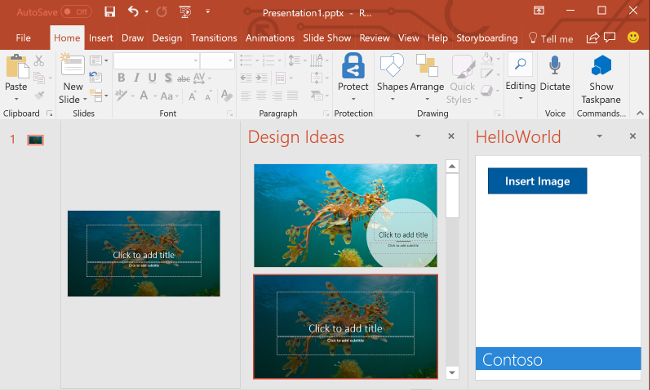 AutoSave Off Presentation1.pptx - R...
File Home Insert Draw Design Transitions Animations Slide Show Review View Help Storyboarding Tell me
Paste New Slide B I U S abc AV Aa A A A Protect Shapes Arrange Quick Styles Editing Dictate Show Taskpane
Clipboard Slides Font Paragraph Protection Drawing Voice Commands...
1
Click to add title
Click to add subtitle
Design Ideas
Click to add title
Click to add subtitle
Click to add title
Click to add subtitle
HelloWorld
Insert Image
Contoso